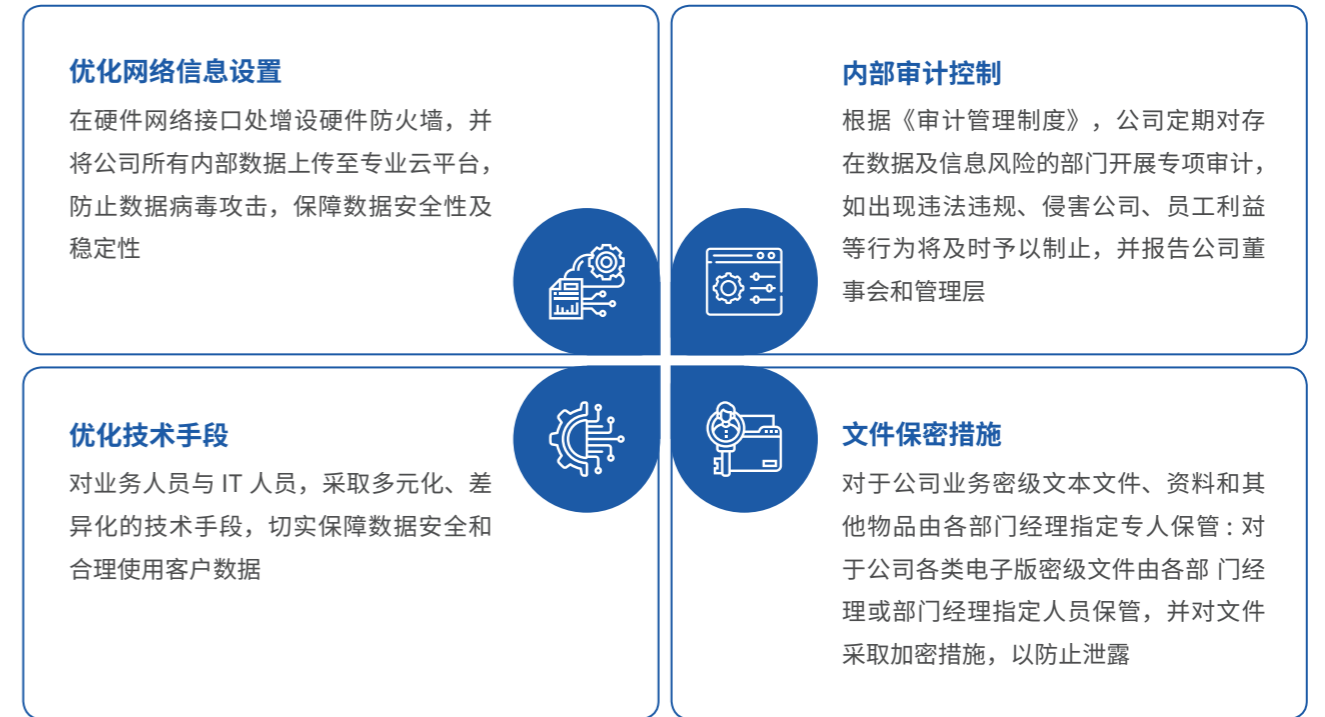 优化网络信息设置
在硬件网络接口处增设硬件防火墙，并
将公司所有内部数据上传至专业云平台，
防止数据病毒攻击，保障数据安全性及
稳定性
内部审计控制
根据《审计管理制度》，公司定期对存
在数据及信息风险的部门开展专项审计，
如出现违法违规、侵害公司、员工利益
等行为将及时予以制止，并报告公司董
事会和管理层
优化技术手段
对业务人员与 IT 人员，采取多元化、差
异化的技术手段，切实保障数据安全和
合理使用客户数据
文件保密措施
对于公司业务密级文本文件、资料和其
他物品由各部门经理指定专人保管 : 对
于公司各类电子版密级文件由各部 门经
理或部门经理指定人员保管，并对文件
采取加密措施，以防止泄露